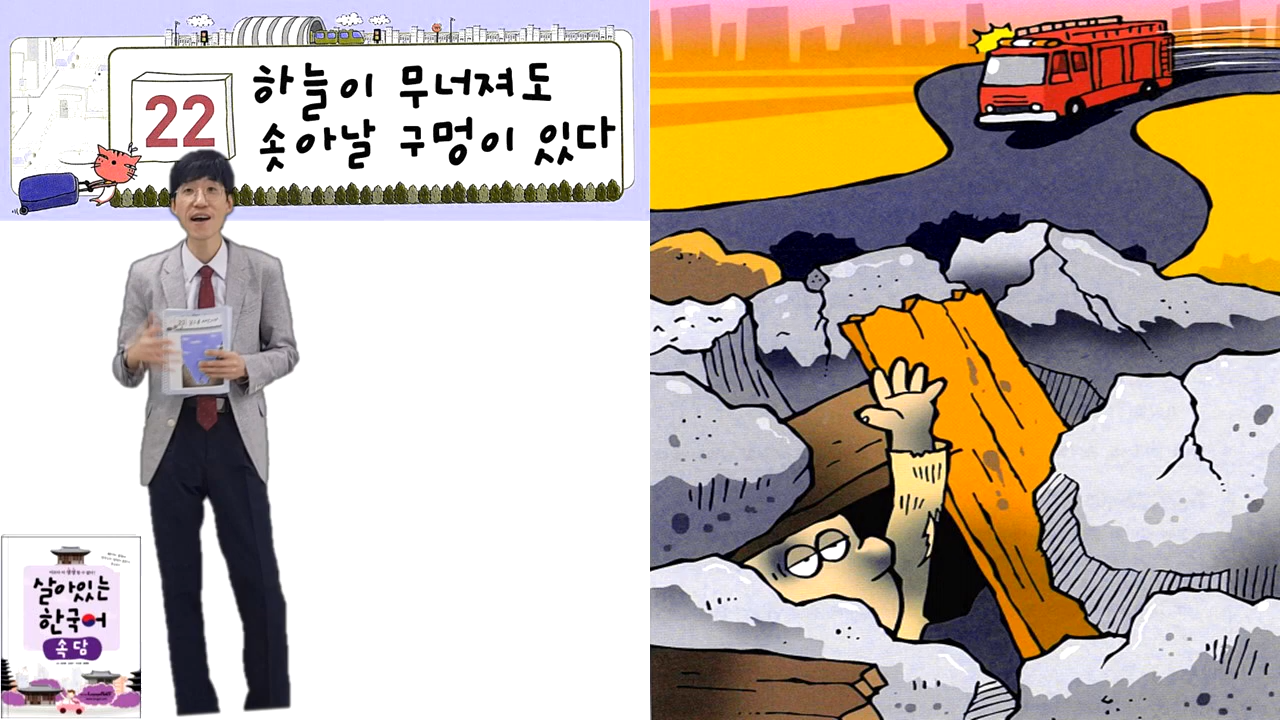 22
하늘이 무너져도
솟아날 구멍이 있다
살아있는
한국어
속담